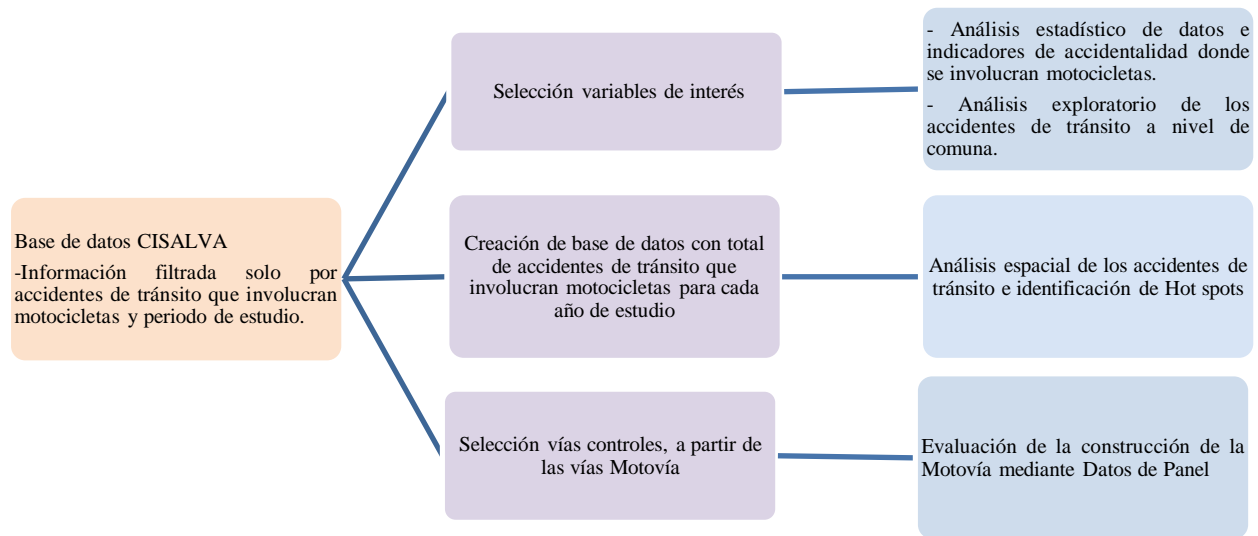 Base de datos CISALVA
-Información filtrada solo por
accidentes de tránsito que involucran
motocicletas y periodo de estudio.
Selección variables de interés
- Análisis estadístico de datos e
indicadores de accidentalidad donde
se involucran motocicletas.
- Análisis exploratorio de los
accidentes de tránsito a nivel de
comuna.
Creación de base de datos con total
de accidentes de tránsito que
involucran motocicletas para cada
año de estudio
Análisis espacial de los accidentes de
tránsito e identificación de Hot spots
Selección vías controles, a partir de
las vías Motovía
Evaluación de la construcción de la
Motovía mediante Datos de Panel